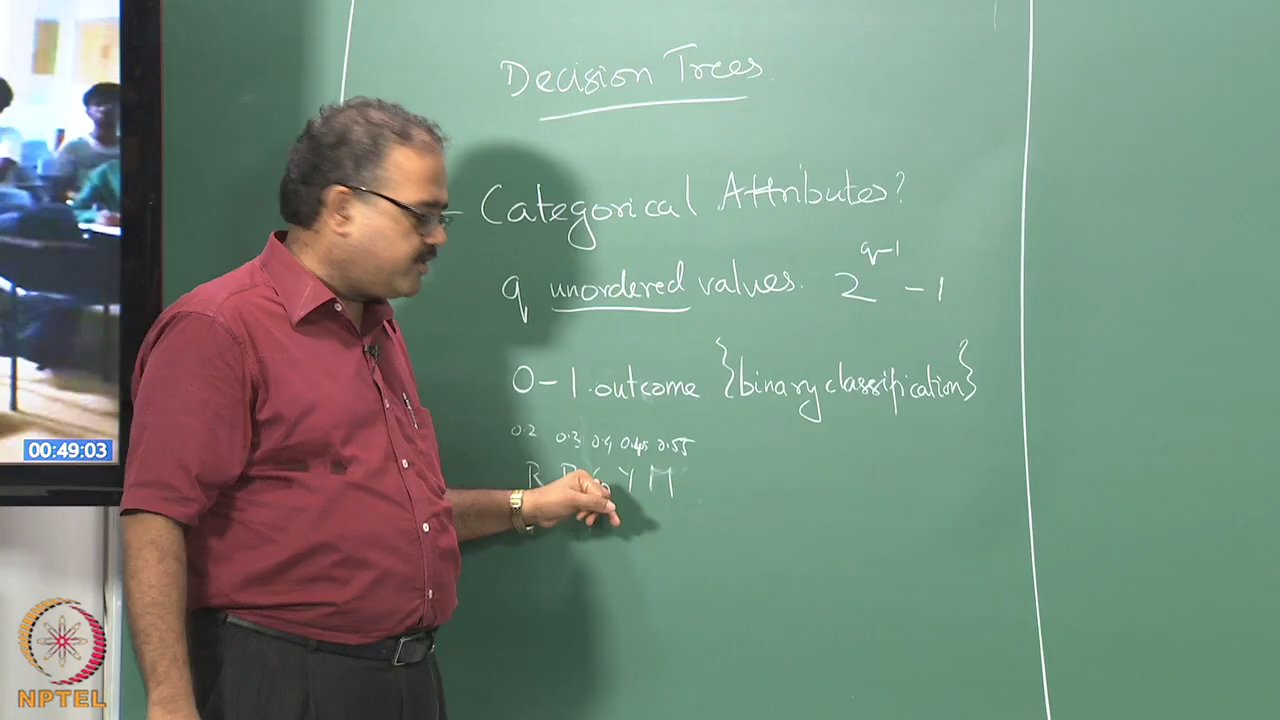 Decision Trees.
- Categorical Attributes?
q unordered values. 2^{q-1} - 1
0-1 outcome {binary classification}
0.2 0.3 0.4 0.45 0.55
R Y M
00:49:03
NPTEL